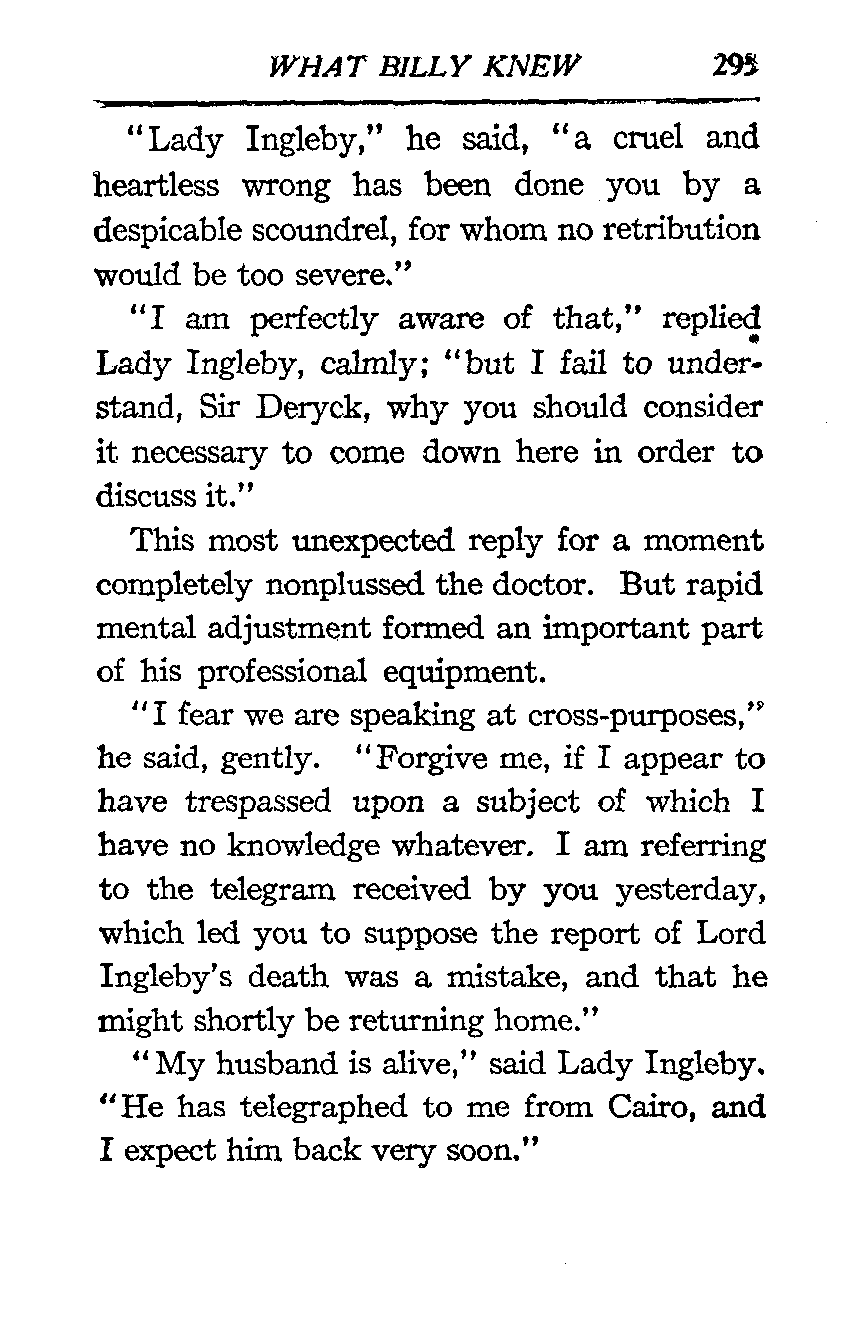 WHAT BILLY KNEW 295
“Lady Ingleby,” he said, “a cruel and
heartless wrong has been done you by a
despicable scoundrel, for whom no retribution
would be too severe.”
“I am perfectly aware of that,” replied
Lady Ingleby, calmly; “but I fail to under-
stand, Sir Deryck, why you should consider
it necessary to come down here in order to
discuss it.”
This most unexpected reply for a moment
completely nonplussed the doctor. But rapid
mental adjustment formed an important part
of his professional equipment.
“I fear we are speaking at cross-purposes,”
he said, gently. “Forgive me, if I appear to
have trespassed upon a subject of which I
have no knowledge whatever. I am referring
to the telegram received by you yesterday,
which led you to suppose the report of Lord
Ingleby’s death was a mistake, and that he
might shortly be returning home.”
“My husband is alive,” said Lady Ingleby.
“He has telegraphed to me from Cairo, and
I expect him back very soon.”